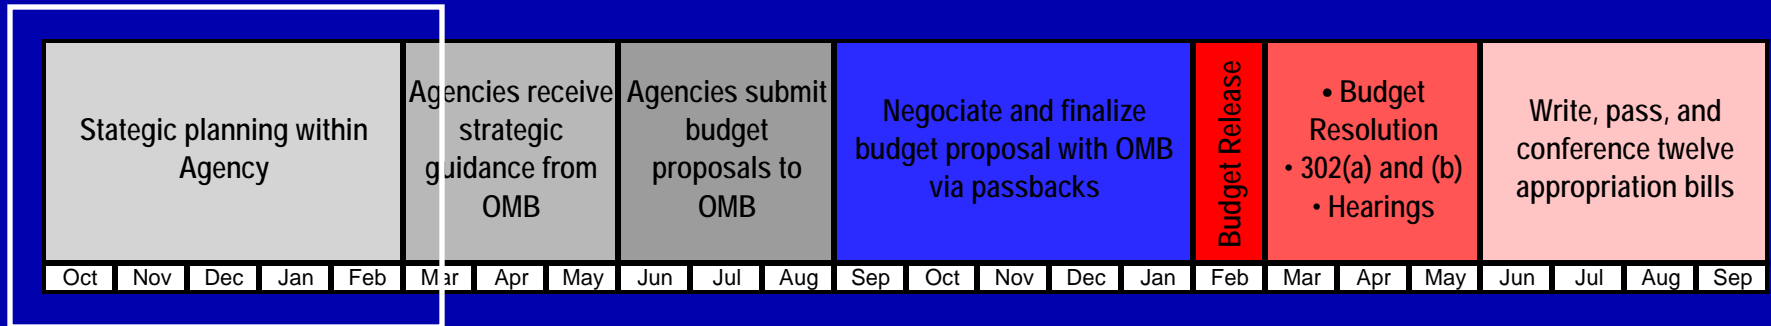 Stategic planning within
Agency
Agencies receive
strategic
guidance from
OMB
Agencies submit
budget
proposals to
OMB
Negociate and finalize
budget proposal with OMB
via passbacks
Budget Release
• Budget
Resolution
• 302(a) and (b)
• Hearings
Write, pass, and
conference twelve
appropriation bills
Oct Nov Dec Jan Feb Mar Apr May Jun Jul Aug Sep Oct Nov Dec Jan Feb Mar Apr May Jun Jul Aug Sep